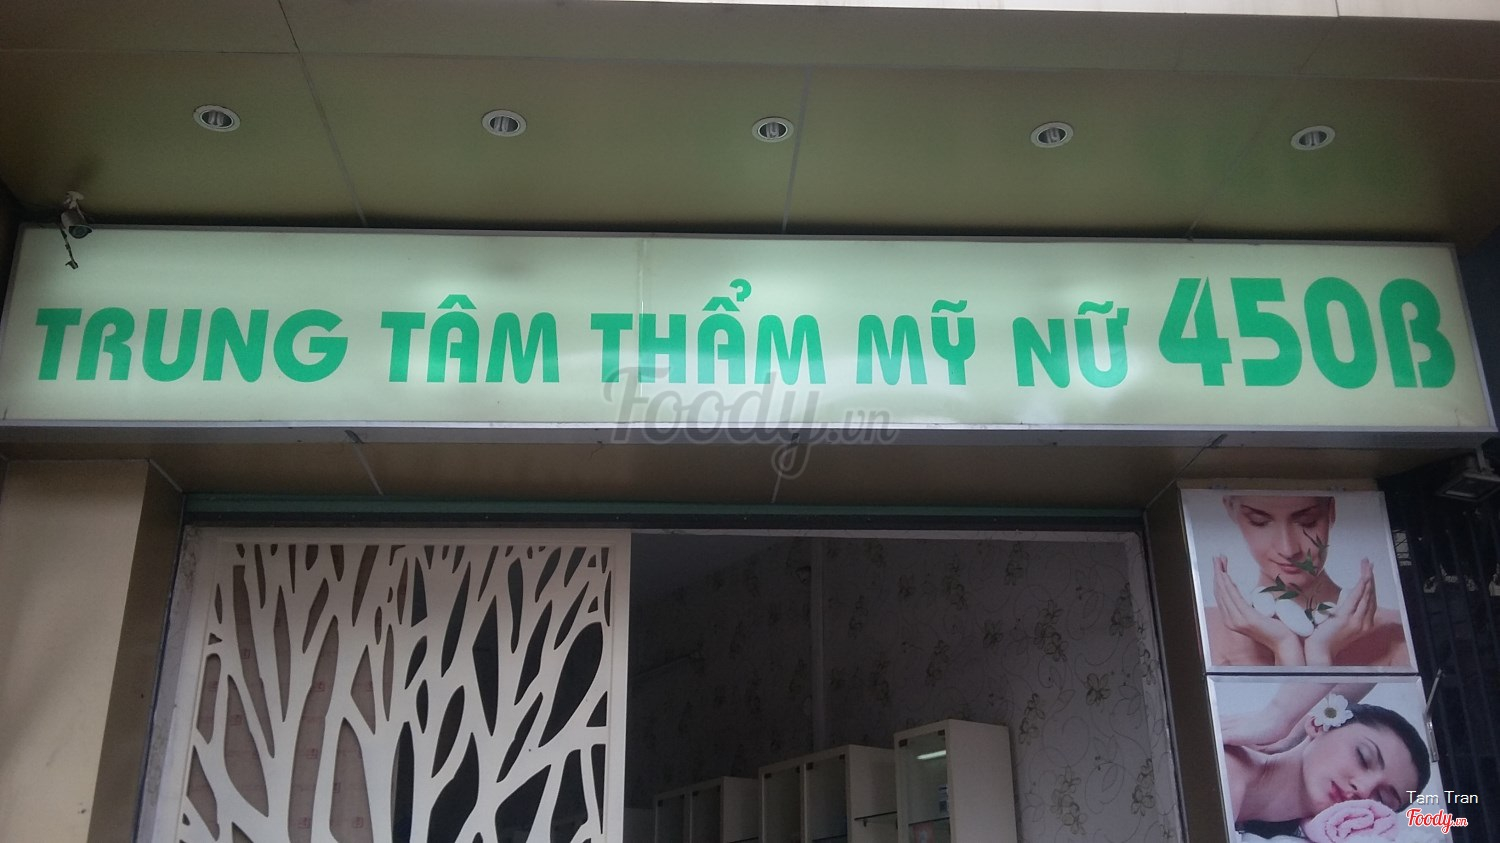 TRUNG TÂM THẨM MỸ NỮ 450B
Foody.vn
Tam Tran
Foody.vn